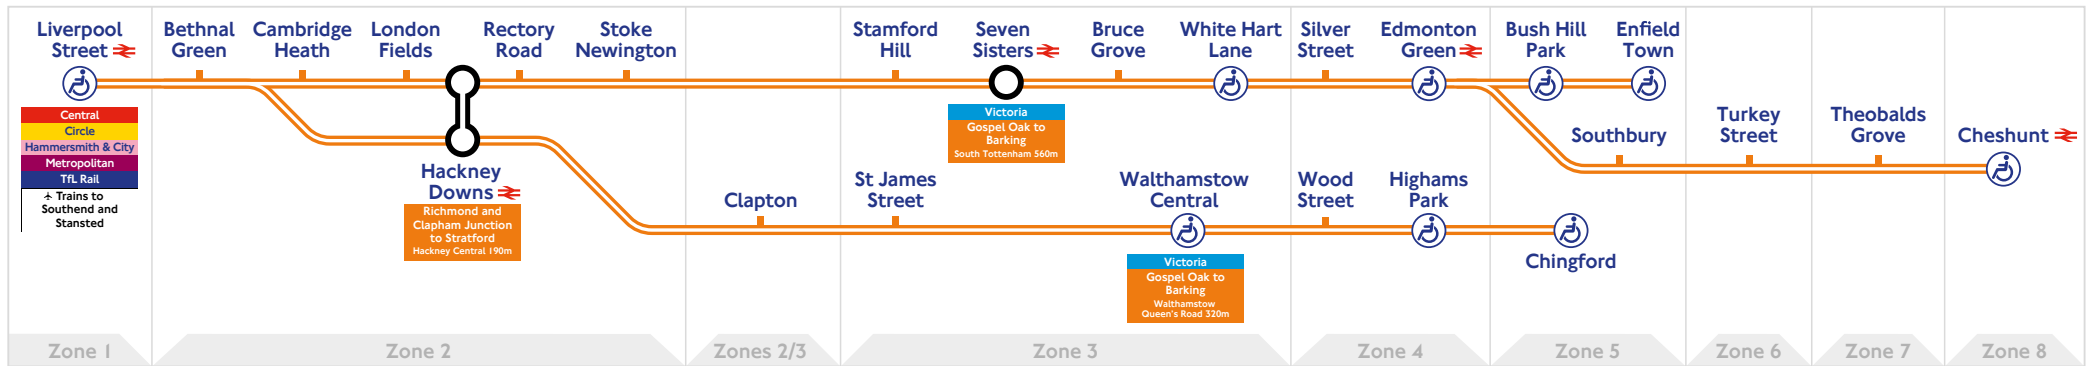 Liverpool
Street
Bethnal
Green
Cambridge
Heath
London
Fields
Rectory
Road
Stoke
Newington
Stamford
Hill
Seven
Sisters
Bruce
Grove
White Hart
Lane
Silver
Street
Edmonton
Green
Bush Hill
Park
Enfield
Town
Central
Circle
Hammersmith & City
Metropolitan
TfL Rail
Trains to
Southend and
Stansted
Victoria
Gospel Oak to
Barking
South Tottenham 560m
Southbury
Turkey
Street
Theobalds
Grove
Cheshunt
Hackney
Downs
Richmond and
Clapham Junction
to Stratford
Hackney Central 190m
Clapton
St James
Street
Walthamstow
Central
Victoria
Gospel Oak to
Barking
Walthamstow
Queen's Road 320m
Wood
Street
Highams
Park
Chingford
Zone 1
Zone 2
Zones 2/3
Zone 3
Zone 4
Zone 5
Zone 6
Zone 7
Zone 8